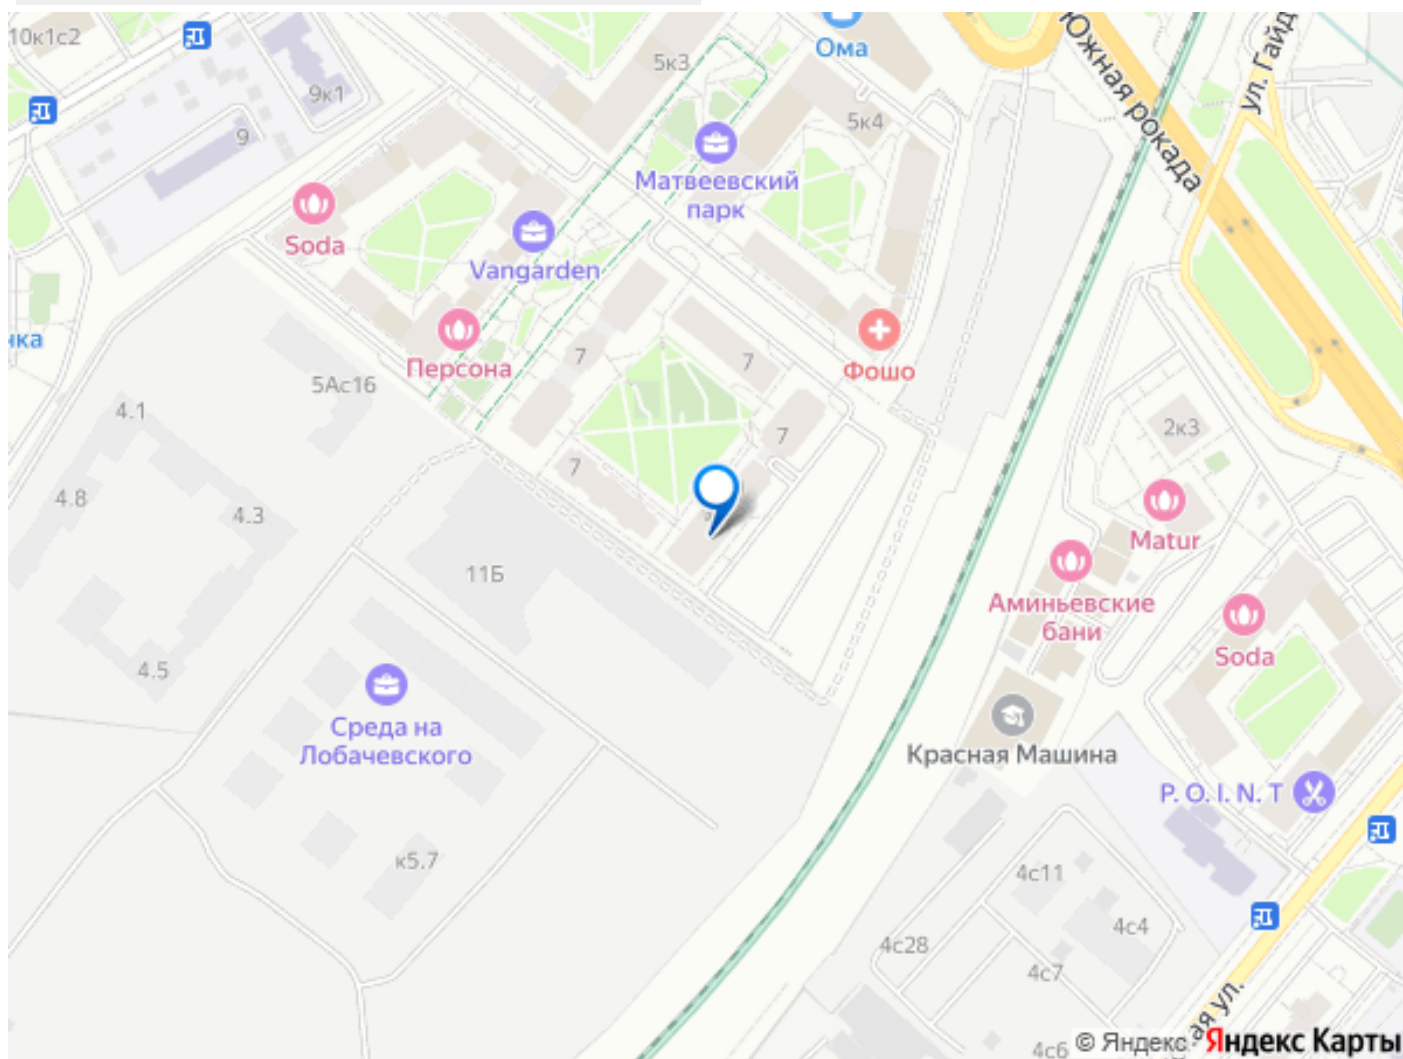 10к1с2
Ома
5к3
Южная рокада
ул. Гайд
9к1
9
5к4
Матвеевский
парк
Soda
Vangarden
нка
Персона
7
7
Фошо
5Ас16
4.1
7
2к3
7
4.8
4.3
Matur
11Б
Аминьевские
бани
4.5
Soda
Среда на
Лобачевского
Красная Машина
P. O. I. N. T
к5.7
4с11
4с4
4с28
4с7
ая ул.
4с6
© Яндекс Яндекс Карты